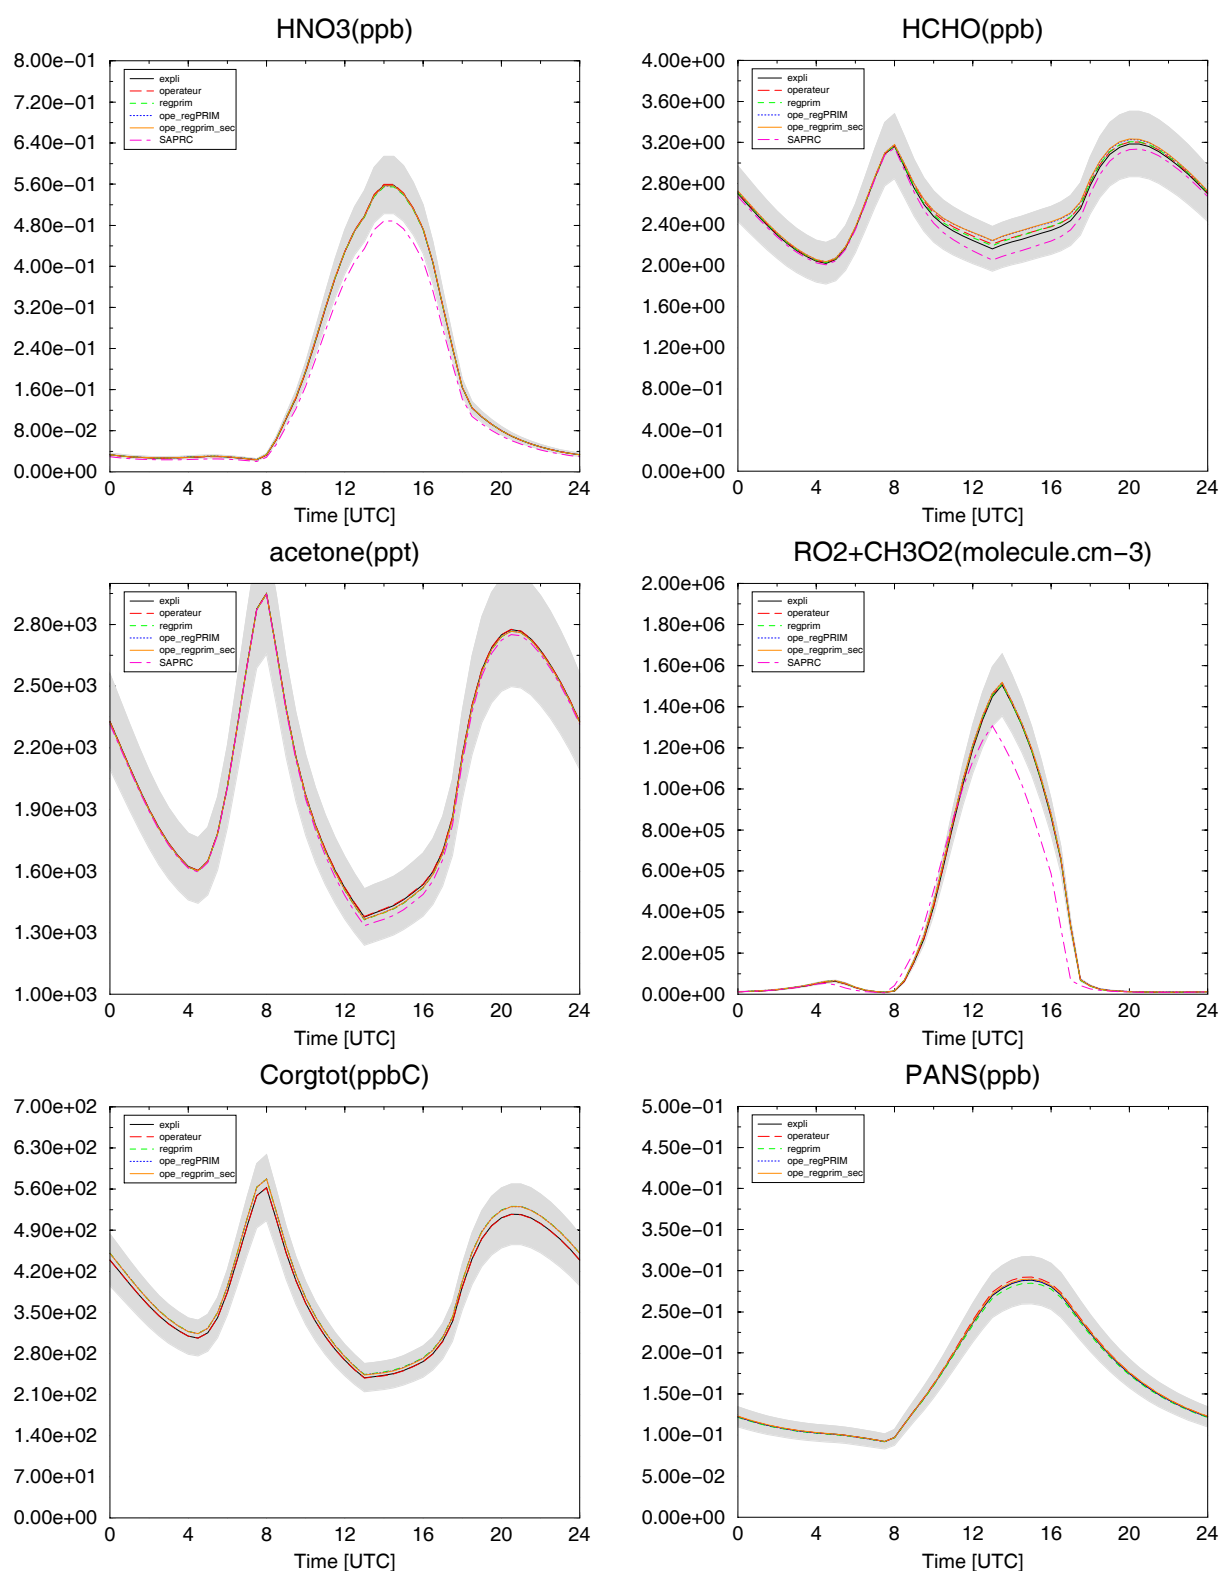 HNO3(ppb)
8.00e−01
7.20e−01
6.40e−01
5.60e−01
4.80e−01
4.00e−01
3.20e−01
2.40e−01
1.60e−01
8.00e−02
0.00e+00
expli
operateur
regprim
ope_regPRIM
ope_regprim_sec
SAPRC
0 4 8 12 16 20 24
Time [UTC]
HCHO(ppb)
4.00e+00
3.60e+00
3.20e+00
2.80e+00
2.40e+00
2.00e+00
1.60e+00
1.20e+00
8.00e−01
4.00e−01
0.00e+00
expli
operateur
regprim
ope_regPRIM
ope_regprim_sec
SAPRC
0 4 8 12 16 20 24
Time [UTC]
acetone(ppt)
2.80e+03
2.50e+03
2.20e+03
1.90e+03
1.60e+03
1.30e+03
1.00e+03
expli
operateur
regprim
ope_regPRIM
ope_regprim_sec
SAPRC
0 4 8 12 16 20 24
Time [UTC]
RO2+CH3O2(molecule.cm−3)
2.00e+06
1.80e+06
1.60e+06
1.40e+06
1.20e+06
1.00e+06
8.00e+05
6.00e+05
4.00e+05
2.00e+05
0.00e+00
expli
operateur
regprim
ope_regPRIM
ope_regprim_sec
SAPRC
0 4 8 12 16 20 24
Time [UTC]
Corgtot(ppbC)
7.00e+02
6.30e+02
5.60e+02
4.90e+02
4.20e+02
3.50e+02
2.80e+02
2.10e+02
1.40e+02
7.00e+01
0.00e+00
expli
operateur
regprim
ope_regPRIM
ope_regprim_sec
0 4 8 12 16 20 24
Time [UTC]
PANS(ppb)
5.00e−01
4.50e−01
4.00e−01
3.50e−01
3.00e−01
2.50e−01
2.00e−01
1.50e−01
1.00e−01
5.00e−02
0.00e+00
expli
operateur
regprim
ope_regPRIM
ope_regprim_sec
0 4 8 12 16 20 24
Time [UTC]